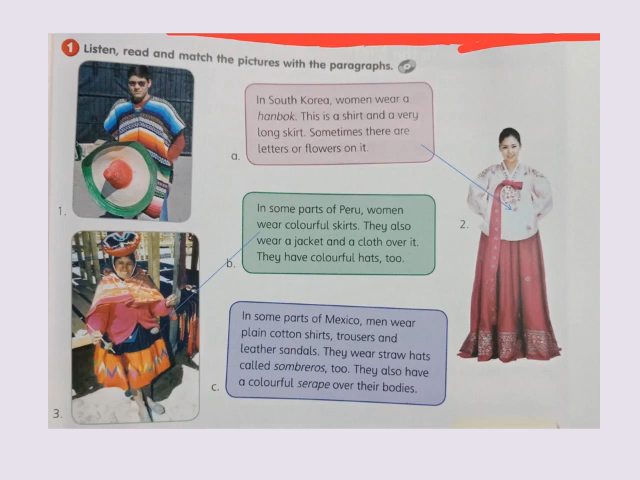 1 Listen, read and match the pictures with the paragraphs.
In South Korea, women wear a
hanbok. This is a shirt and a very
long skirt. Sometimes there are
letters or flowers on it.
a.
1.
In some parts of Peru, women
wear colourful skirts. They also
wear a jacket and a cloth over it.
They have colourful hats, too.
b.
2.
In some parts of Mexico, men wear
plain cotton shirts, trousers and
leather sandals. They wear straw hats
called sombreros, too. They also have
a colourful serape over their bodies.
c.
3.